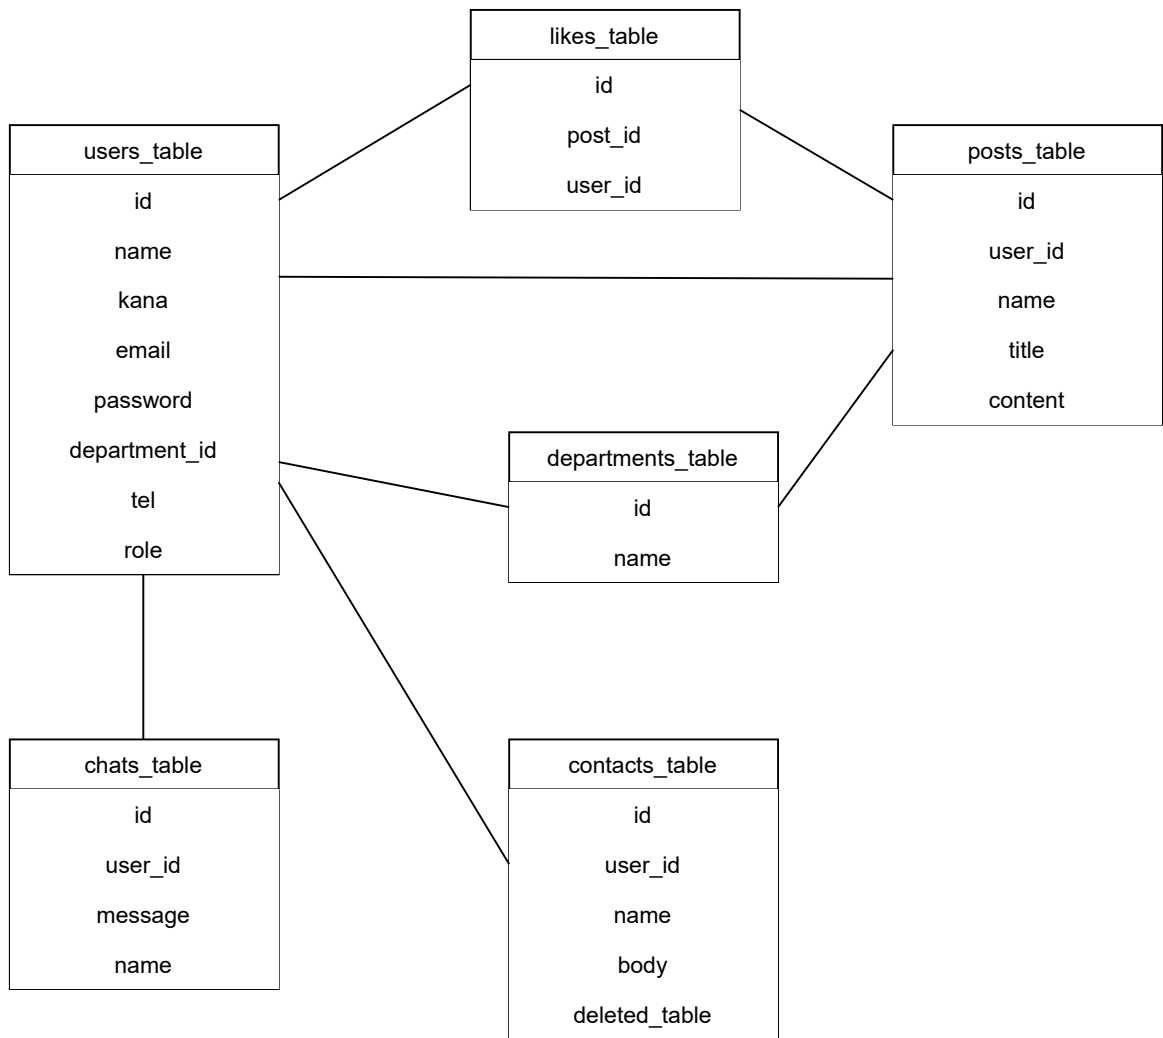 likes_table
id
post_id
user_id
users_table
id
name
kana
email
password
department_id
tel
role
posts_table
id
user_id
name
title
content
departments_table
id
name
chats_table
id
user_id
message
name
contacts_table
id
user_id
name
body
deleted_table